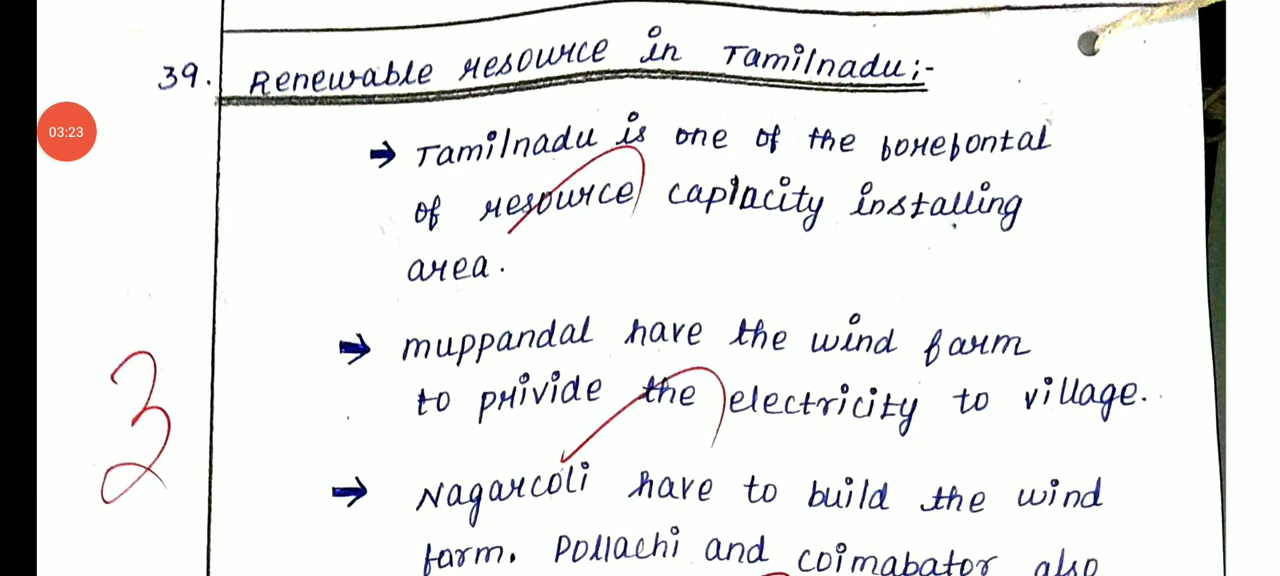 39. Renewable resource in Tamilnadu:-
03:23
→ Tamilnadu is one of the forefontal
of resource capiacity installing
area.
→ muppandal have the wind farm
to privide the electricity to village.
3
→ Nagarcoli have to build the wind
farm. Pollachi and coimabator also